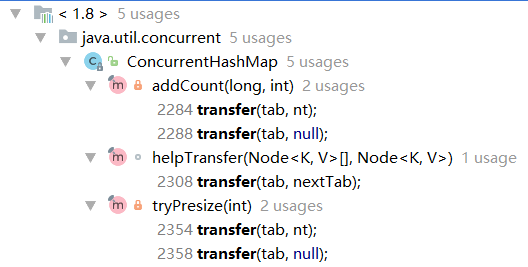 < 1.8 > 5 usages
java.util.concurrent 5 usages
ConcurrentHashMap 5 usages
addCount(long, int) 2 usages
2284 transfer(tab, nt);
2288 transfer(tab, null);
helpTransfer(Node<K, V>[], Node<K, V>) 1 usage
2308 transfer(tab, nextTab);
tryPresize(int) 2 usages
2354 transfer(tab, nt);
2358 transfer(tab, null);